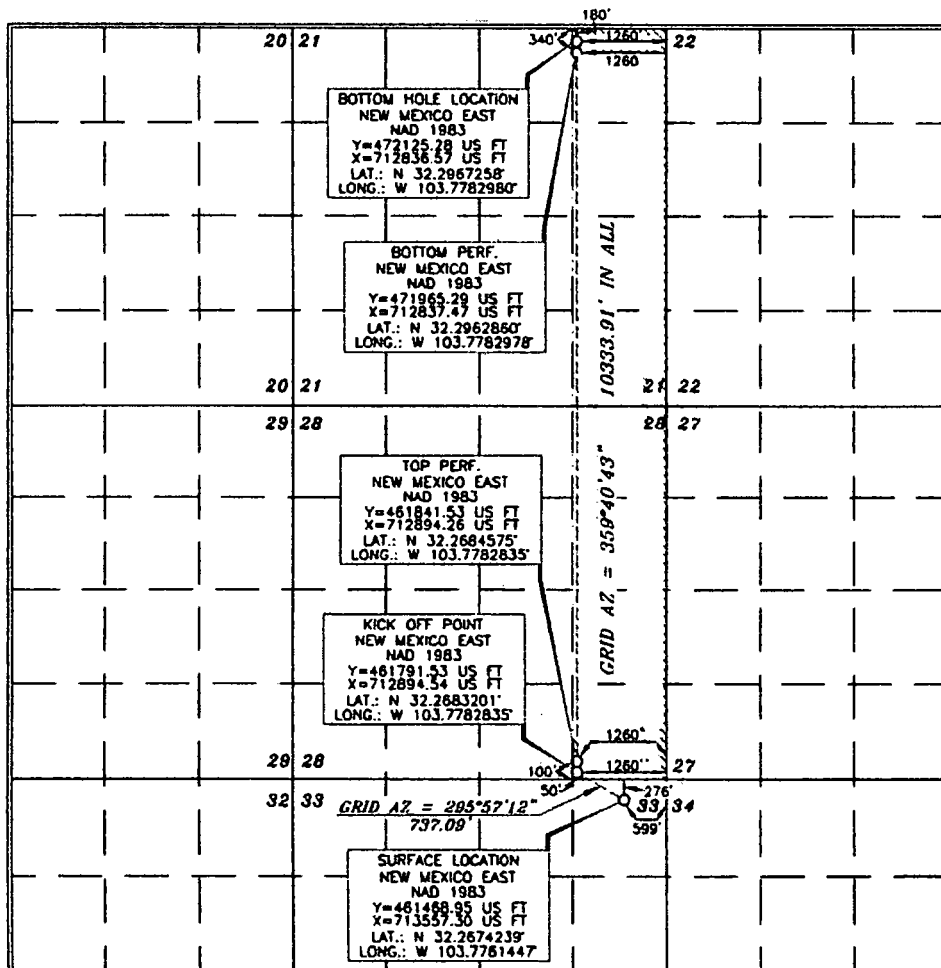 180'
20 21
340'
1260'
22
1260
BOTTOM HOLE LOCATION
NEW MEXICO EAST
NAD 1983
Y=472125.28 US FT
X=712836.57 US FT
LAT.: N 32.2967258°
LONG.: W 103.7782980°
BOTTOM PERF.
NEW MEXICO EAST
NAD 1983
Y=471965.29 US FT
X=712837.47 US FT
LAT.: N 32.2962860°
LONG.: W 103.7782978°
10333.91' IN ALL
20 21
21 22
29 28
28 27
TOP PERF.
NEW MEXICO EAST
NAD 1983
Y=461841.53 US FT
X=712894.26 US FT
LAT.: N 32.2684575°
LONG.: W 103.7782835°
GRID AZ = 359°40'43"
KICK OFF POINT
NEW MEXICO EAST
NAD 1983
Y=461791.53 US FT
X=712894.54 US FT
LAT.: N 32.2683201°
LONG.: W 103.7782835°
1260'
29 28
100'
1260'
27
50'
32 33
GRID AZ = 295°57'12"
737.09'
276'
33 34
599'
SURFACE LOCATION
NEW MEXICO EAST
NAD 1983
Y=461468.95 US FT
X=713557.30 US FT
LAT.: N 32.2674239°
LONG.: W 103.7761447°